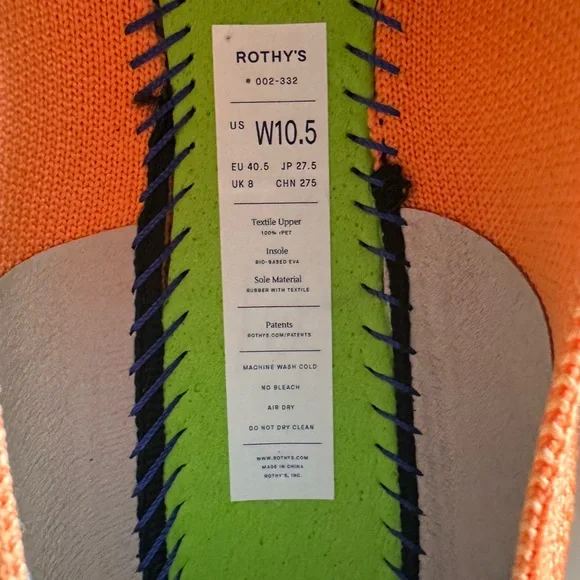 ROTHY'S
# 002-332
US W10.5
EU 40.5 JP 27.5
UK 8 CHN 275
Textile Upper
100% rPET
Insole
BIO-BASED EVA
Sole Material
RUBBER WITH TEXTILE
Patents
ROTHYS.COM/PATENTS
MACHINE WASH COLD
NO BLEACH
AIR DRY
DO NOT DRY CLEAN
WWW.ROTHYS.COM
MADE IN CHINA
ROTHY'S, INC.